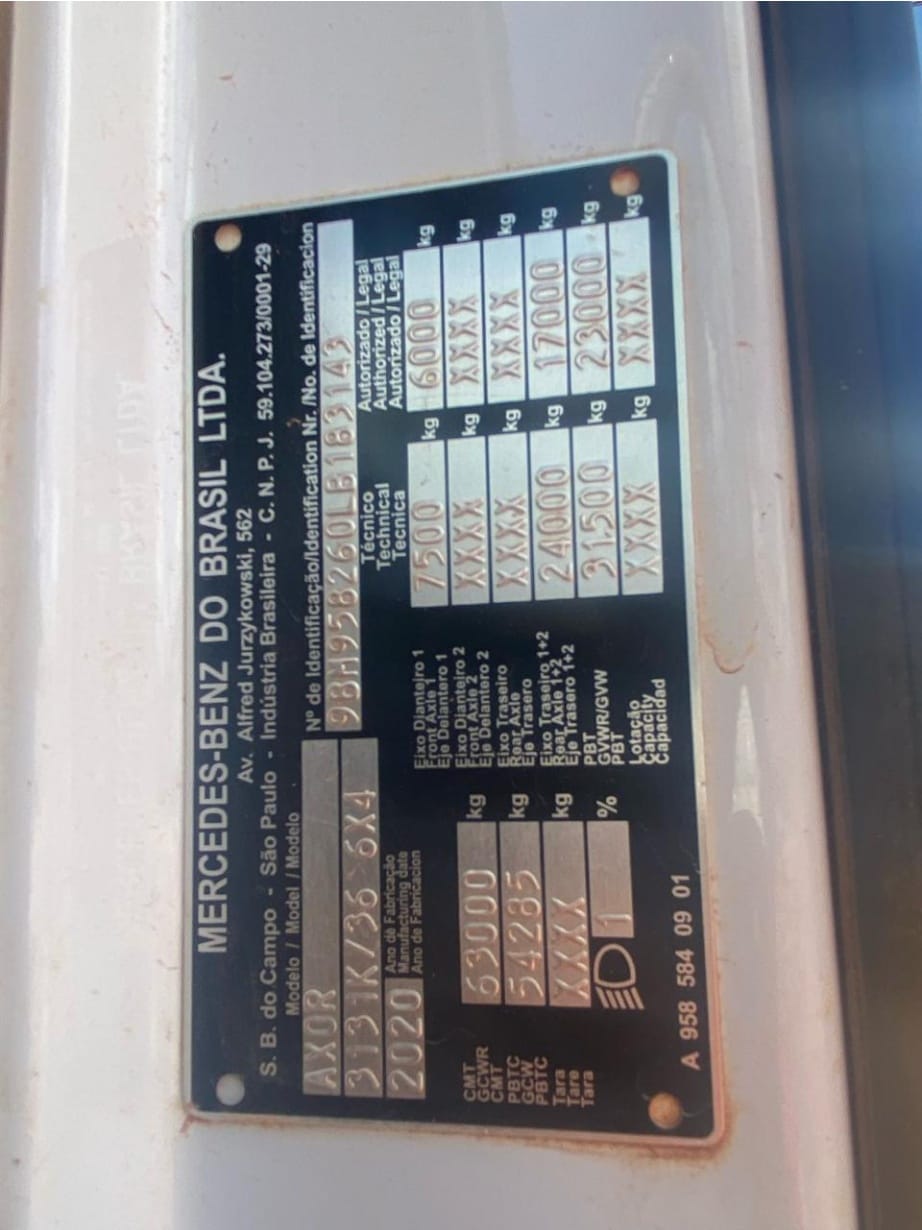 MERCEDES-BENZ DO BRASIL LTDA.
Av. Alfred Jurzykowski, 562
S. B. do Campo - São Paulo - Indústria Brasileira - C. N. P. J. 59.104.273/0001-29
Modelo / Model / Modelo
Nº de Identificação/Identification Nr. /No. de Identificacion
AXOR
9BM958260LB183143
3131K/36 6X4
2020
Ano de Fabricação
Manufacturing date
Ano de Fabricacion
Técnico
Technical
Tecnica
Autorizado / Legal
Authorized / Legal
Autorizado / Legal
Eixo Dianteiro 1
Front Axle 1
Eje Delantero 1
7500 kg
6000 kg
Eixo Dianteiro 2
Front Axle 2
Eje Delantero 2
XXXX kg
XXXX kg
Eixo Traseiro
Rear Axle
Eje Trasero
XXXX kg
XXXX kg
Eixo Traseiro 1+2
Rear Axle 1+2
Eje Trasero 1+2
24000 kg
17000 kg
PBT
GVWR/GVW
PBT
31500 kg
23000 kg
Lotação
Capacity
Capacidad
XXXX kg
XXXX kg
CMT
GCWR
CMT
63000 kg
PBTC
GCW
PBTC
54285 kg
Tara
Tare
Tara
XXXX kg
1 %
A 958 584 09 01